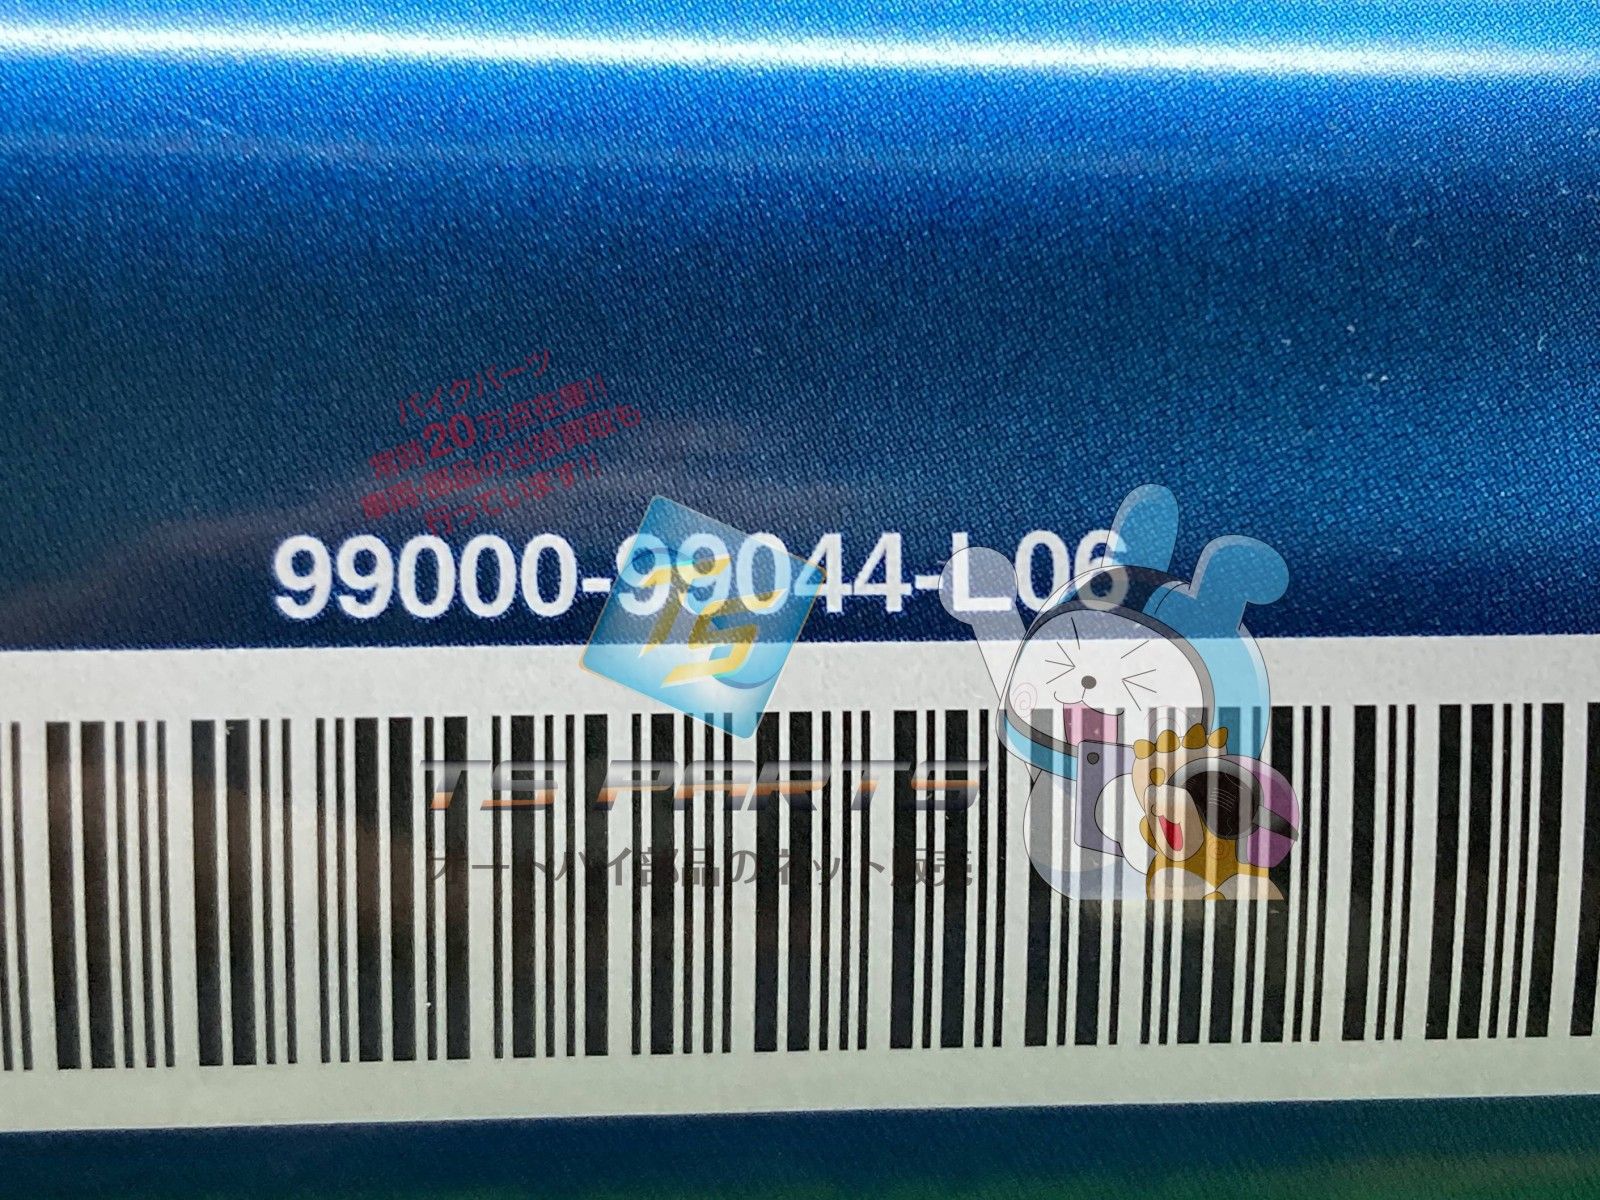 バイクパーツ
常時20万点在庫!!
車両・部品の出張買取も
行っています!!
99000-99044-L06
TS
TS PARTS
オートバイ部品のネット販売